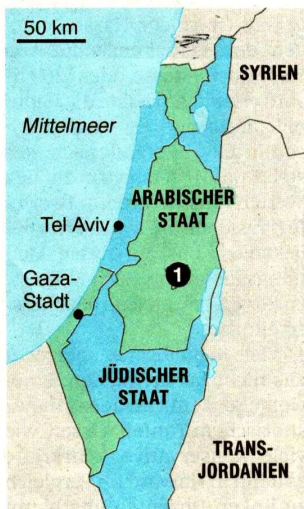 50 km
SYRIEN
Mittelmeer
ARABISCHER
STAAT
Tel Aviv
1
Gaza-
Stadt
JÜDISCHER
STAAT
TRANS-
JORDANIEN